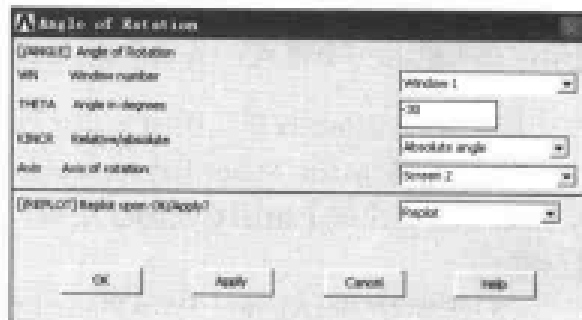 Angle of Rotation
[/ANGLE] Angle of Rotation
WN Window number Window 1
THETA Angle in degrees -30
KINCR Relative/absolute Absolute angle
Axis Axis of rotation Screen Z
[/REPLOT] Replot upon OK/Apply? Replot
OK Apply Cancel Help